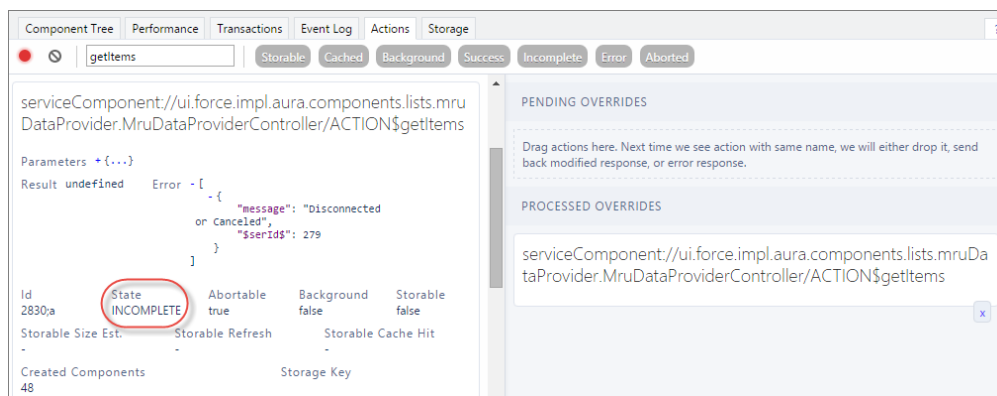 Component Tree Performance Transactions Event Log Actions Storage
getItems Storable Cached Background Success Incomplete Error Aborted
serviceComponent://ui.force.impl.aura.components.lists.mru
DataProvider.MruDataProviderController/ACTION$getItems
Parameters + {...}
Result undefined Error - [
- {
"message": "Disconnected
or Canceled",
"$serId$": 279
}
]
Id State Abortable Background Storable
2830;a INCOMPLETE true false false
Storable Size Est. Storable Refresh Storable Cache Hit
- - -
Created Components Storage Key
48
PENDING OVERRIDES
Drag actions here. Next time we see action with same name, we will either drop it, send
back modified response, or error response.
PROCESSED OVERRIDES
serviceComponent://ui.force.impl.aura.components.lists.mruDa
taProvider.MruDataProviderController/ACTION$getItems
x